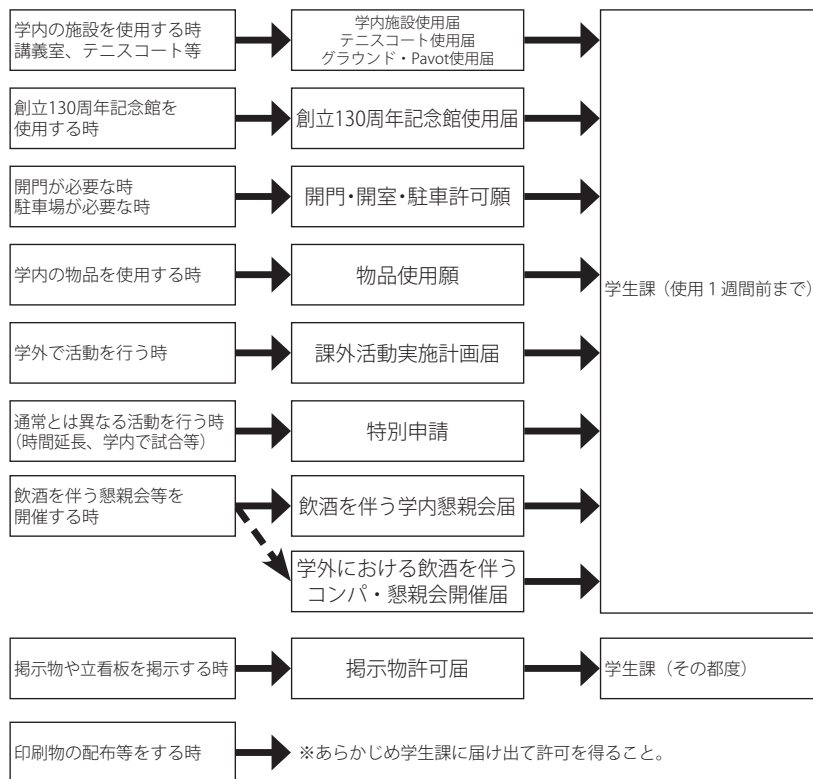 学内の施設を使用する時
講義室、テニスコート等
学内施設使用届
テニスコート使用届
グラウンド・Pavot使用届
創立130周年記念館を
使用する時
創立130周年記念館使用届
開門が必要な時
駐車場が必要な時
開門・開室・駐車許可願
学内の物品を使用する時
物品使用願
学生課（使用１週間前まで）
学外で活動を行う時
課外活動実施計画届
通常とは異なる活動を行う時
（時間延長、学内で試合等）
特別申請
飲酒を伴う懇親会等を
開催する時
飲酒を伴う学内懇親会届
学外における飲酒を伴う
コンパ・懇親会開催届
掲示物や立看板を掲示する時
掲示物許可届
学生課（その都度）
印刷物の配布等をする時
※あらかじめ学生課に届け出て許可を得ること。